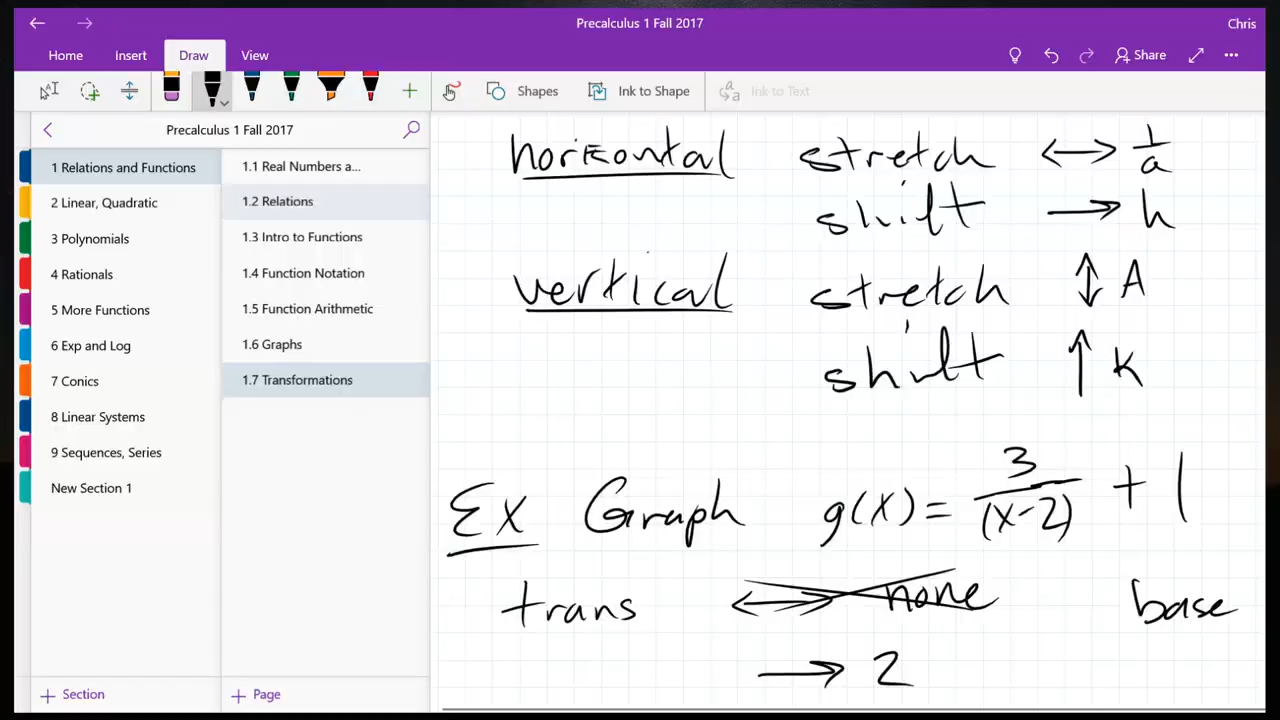 Precalculus 1 Fall 2017
Chris
Home Insert Draw View
Share
Shapes Ink to Shape Ink to Text
Precalculus 1 Fall 2017
1 Relations and Functions
2 Linear, Quadratic
3 Polynomials
4 Rationals
5 More Functions
6 Exp and Log
7 Conics
8 Linear Systems
9 Sequences, Series
New Section 1
+ Section
1.1 Real Numbers a...
1.2 Relations
1.3 Intro to Functions
1.4 Function Notation
1.5 Function Arithmetic
1.6 Graphs
1.7 Transformations
+ Page
horizontal stretch ↔ 1/a
shift → h
vertical stretch ↕ A
shift ↑ K
Ex Graph g(x) = 3/(x-2) + 1
trans ↔ none base
→ 2